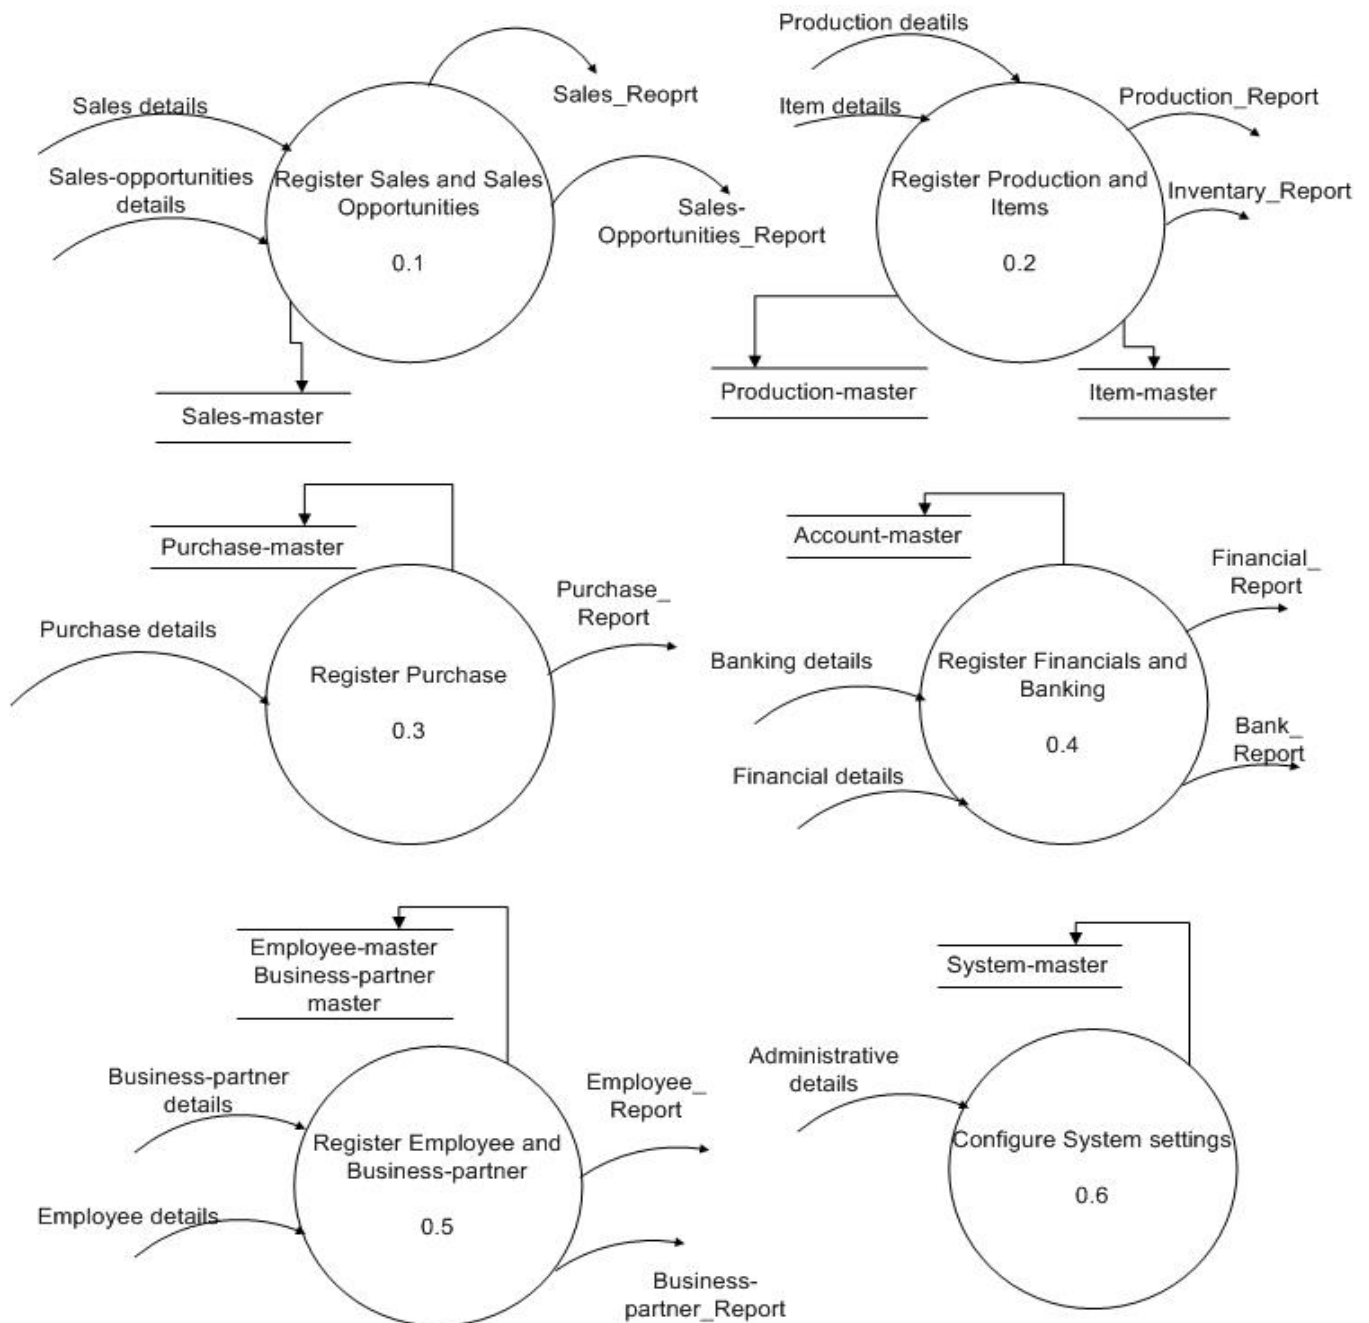 Sales details
Sales-opportunities
details
Sales_Reoprt
Register Sales and Sales
Opportunities
0.1
Sales-
Opportunities_Report
Sales-master
Production deatils
Item details
Production_Report
Register Production and
Items
0.2
Inventary_Report
Production-master
Item-master
Purchase-master
Purchase details
Purchase_
Report
Register Purchase
0.3
Account-master
Financial_
Report
Banking details
Register Financials and
Banking
0.4
Bank_
Report
Financial details
Employee-master
Business-partner
master
Business-partner
details
Employee_
Report
Register Employee and
Business-partner
0.5
Employee details
Business-
partner_Report
System-master
Administrative
details
Configure System settings
0.6